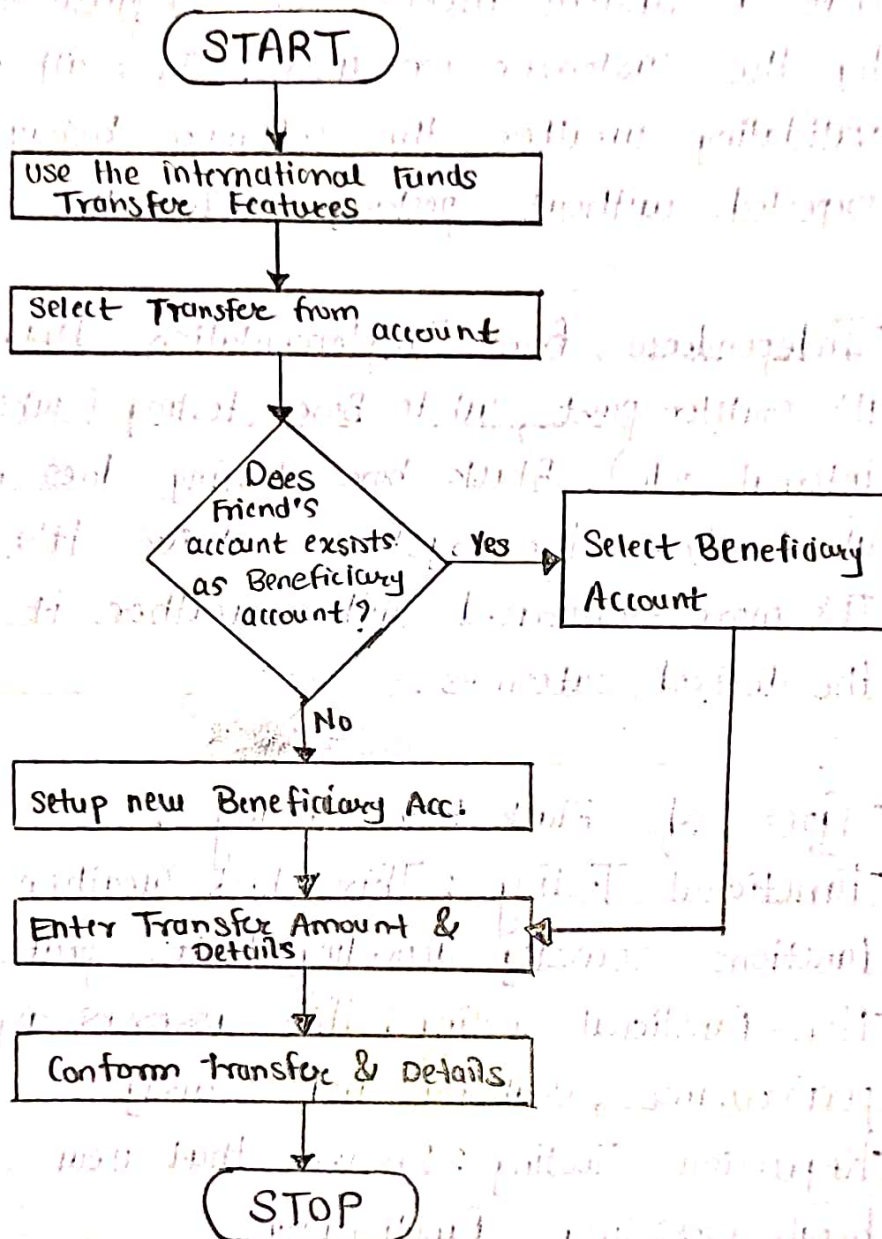 START
Use the international Funds
Transfer Features
Select Transfer from
account
Does
Friend's
account exsists
as Beneficiary
account?
Yes
Select Beneficiary
Account
No
Setup new Beneficiary Acc.
Enter Transfer Amount &
Details
Conform transfer & Details
STOP